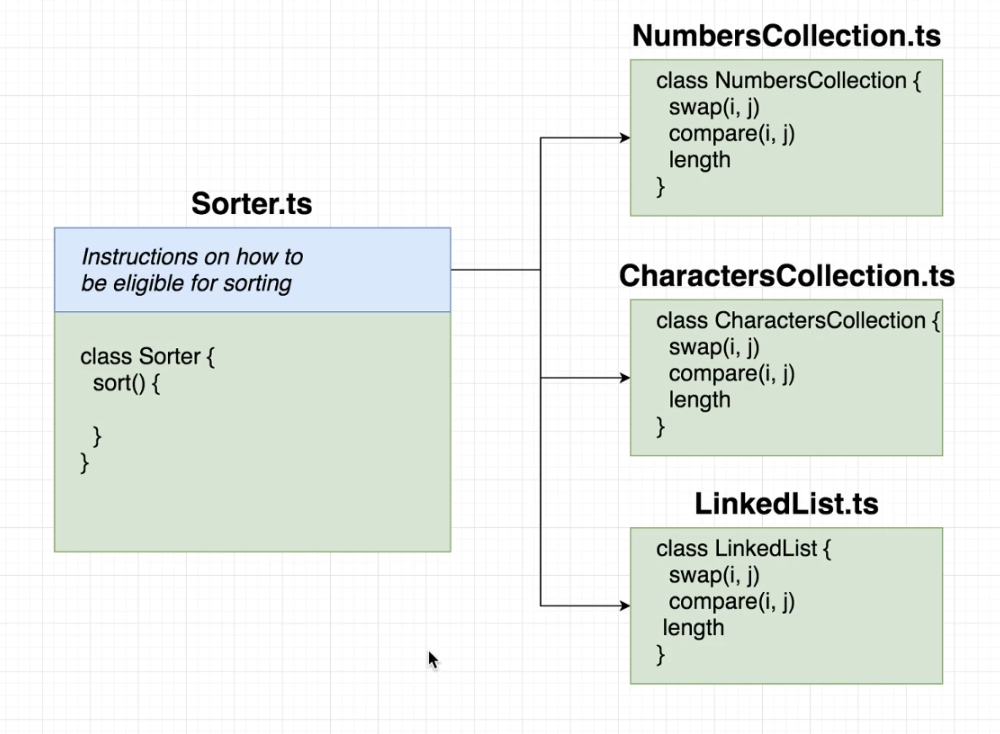 Sorter.ts
Instructions on how to
be eligible for sorting
class Sorter {
sort() {
}
}
NumbersCollection.ts
class NumbersCollection {
swap(i, j)
compare(i, j)
length
}
CharactersCollection.ts
class CharactersCollection {
swap(i, j)
compare(i, j)
length
}
LinkedList.ts
class LinkedList {
swap(i, j)
compare(i, j)
length
}